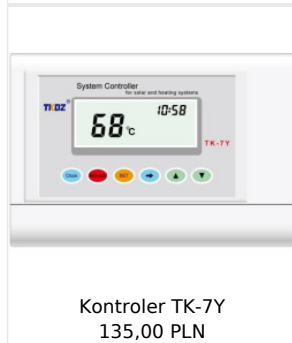 System Controller
for solar and heating systems
TKDZ®
10:58
68 °C
TK-7Y
Clock
SET
Kontroler TK-7Y
135,00 PLN